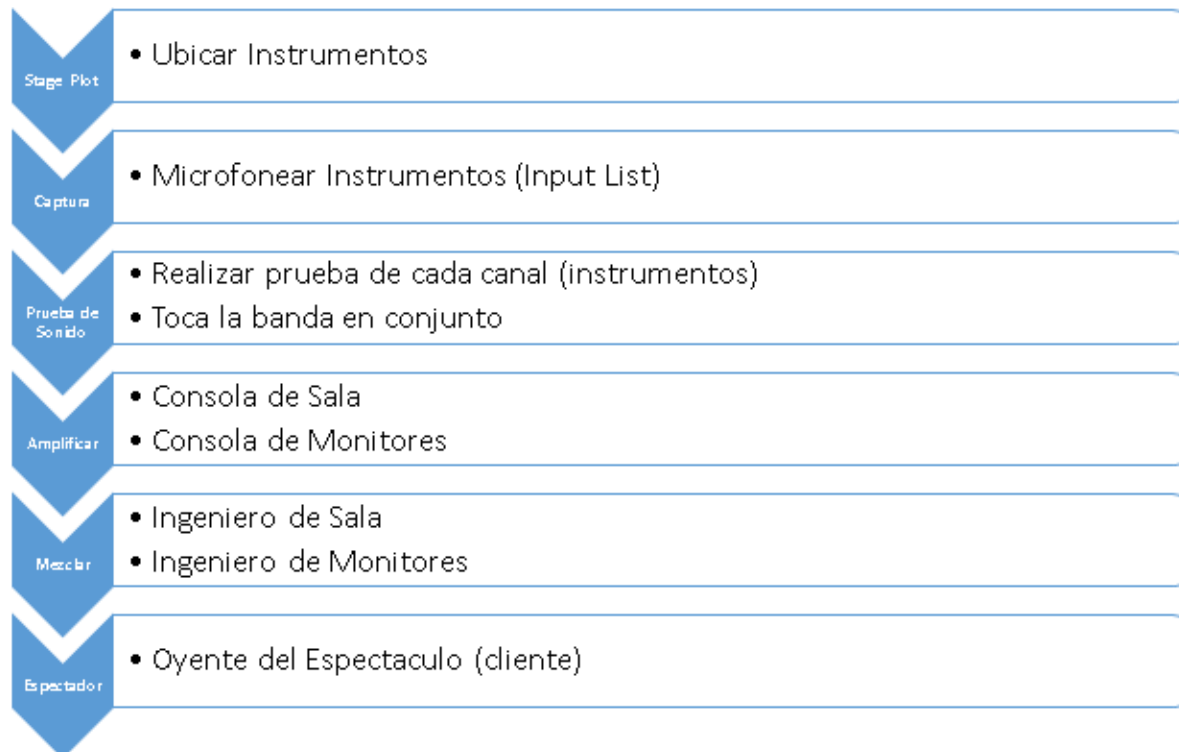 Stage Plot
• Ubicar Instrumentos
Captura
• Microfonear Instrumentos (Input List)
Prueba de
Sonido
• Realizar prueba de cada canal (instrumentos)
• Toca la banda en conjunto
Amplificar
• Consola de Sala
• Consola de Monitores
Mezclar
• Ingeniero de Sala
• Ingeniero de Monitores
Espectador
• Oyente del Espectaculo (cliente)